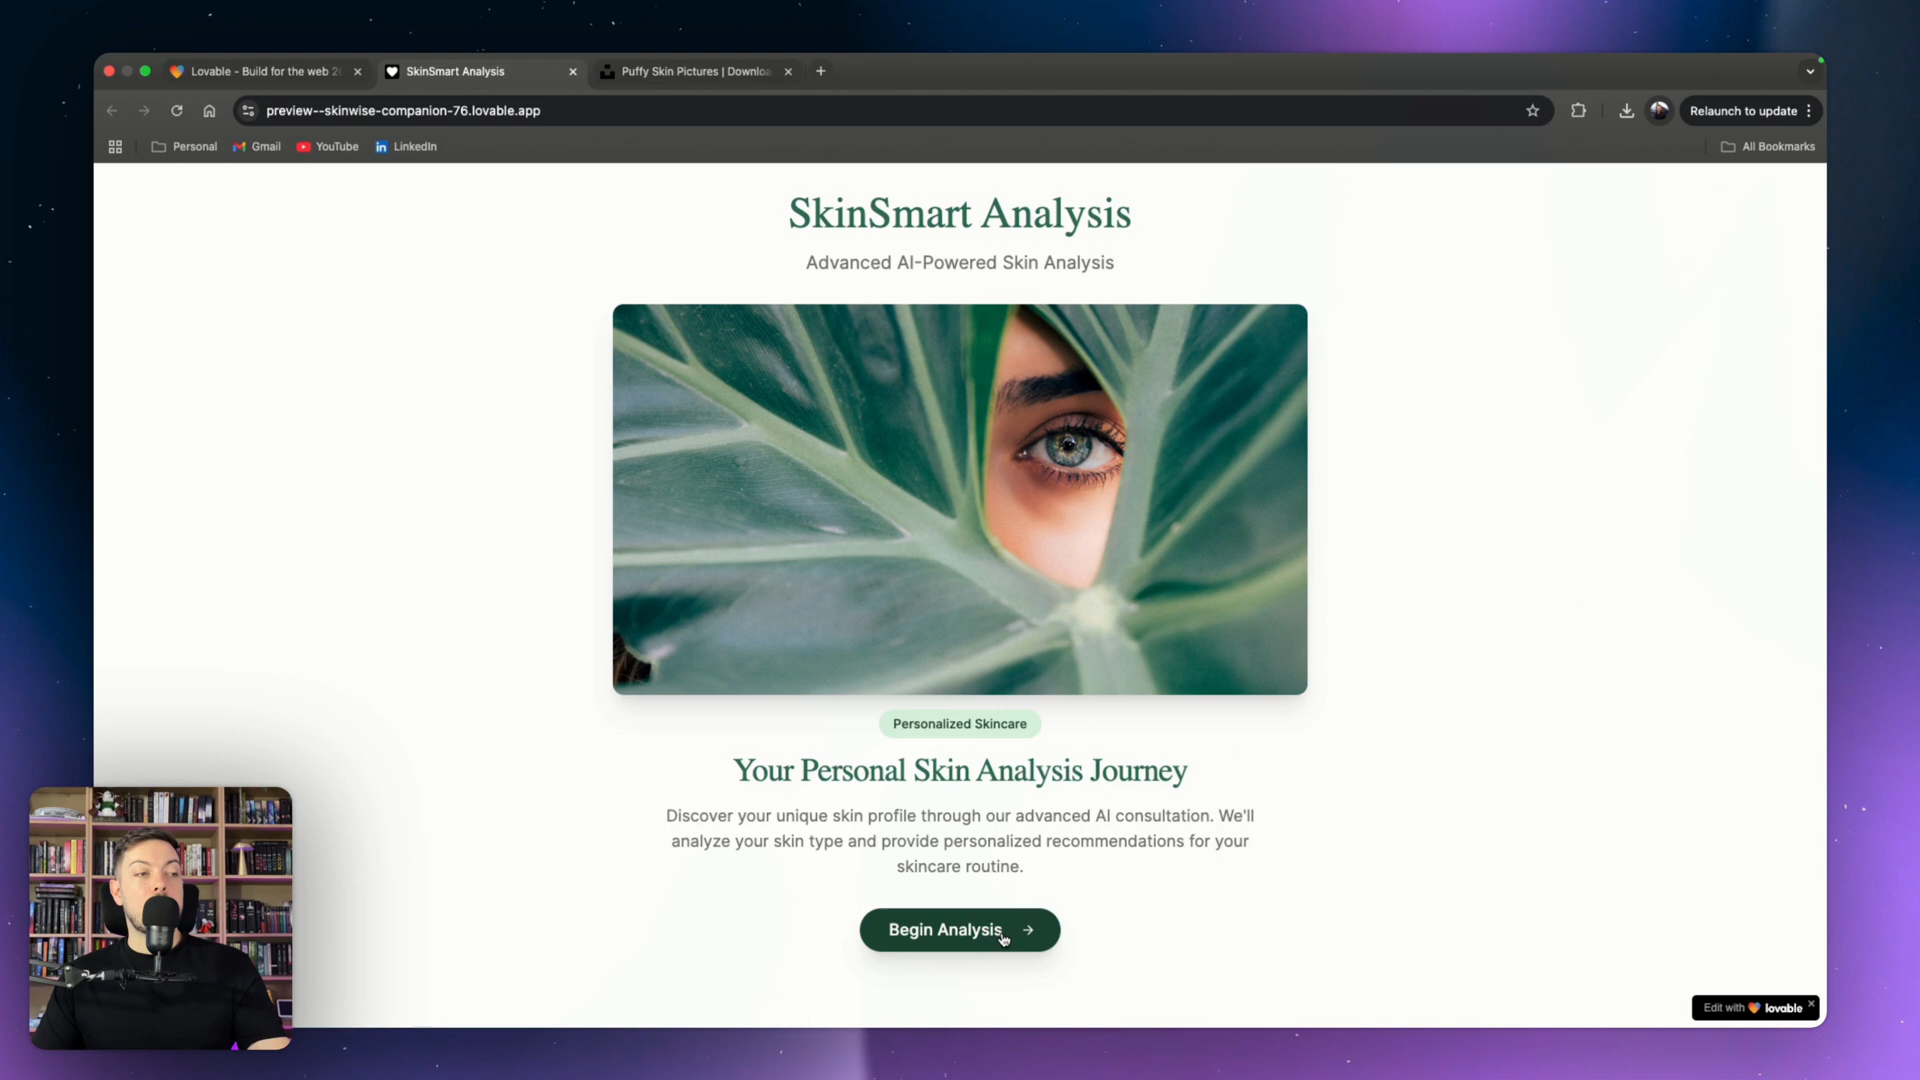 Lovable - Build for the web 20
SkinSmart Analysis
Puffy Skin Pictures | Downloa
preview--skinwise-companion-76.lovable.app
Relaunch to update
Personal
Gmail
YouTube
in LinkedIn
All Bookmarks
SkinSmart Analysis
Advanced AI-Powered Skin Analysis
Personalized Skincare
Your Personal Skin Analysis Journey
Discover your unique skin profile through our advanced AI consultation. We'll
analyze your skin type and provide personalized recommendations for your
skincare routine.
Begin Analysis
Edit with lovable